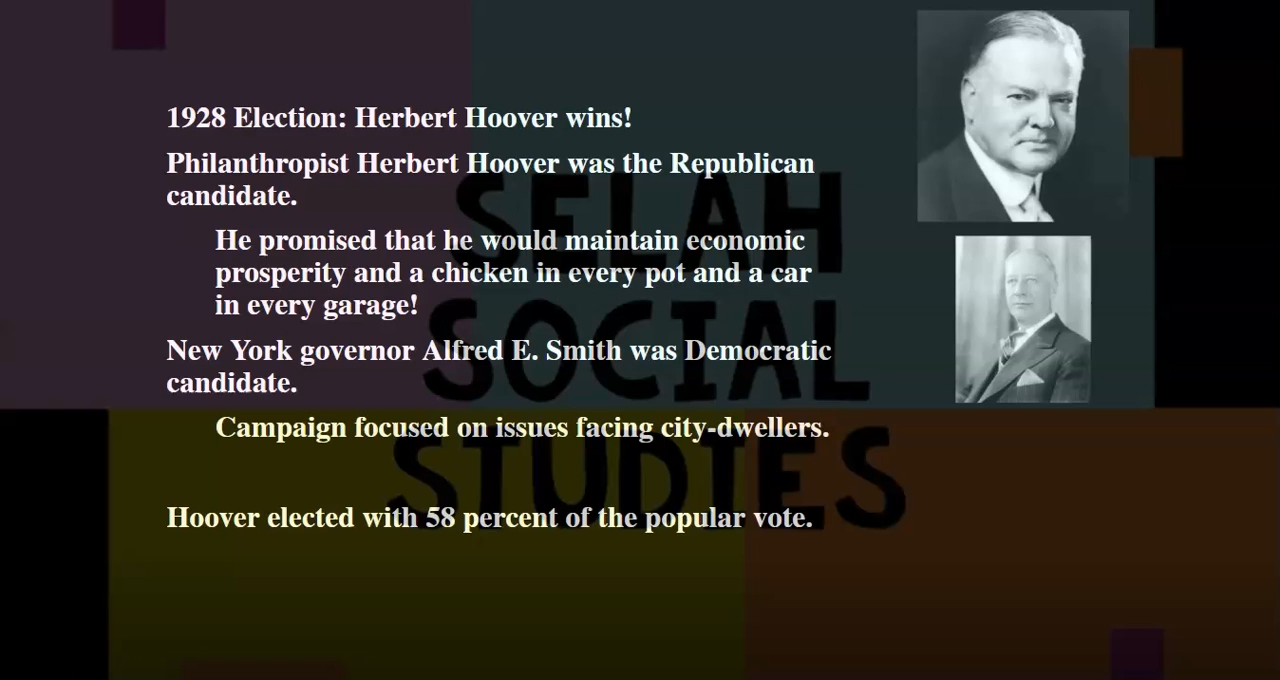 1928 Election: Herbert Hoover wins!
Philanthropist Herbert Hoover was the Republican
candidate.
He promised that he would maintain economic
prosperity and a chicken in every pot and a car
in every garage!
New York governor Alfred E. Smith was Democratic
candidate.
Campaign focused on issues facing city-dwellers.
Hoover elected with 58 percent of the popular vote.
SELAH
SOCIAL
STUDIES